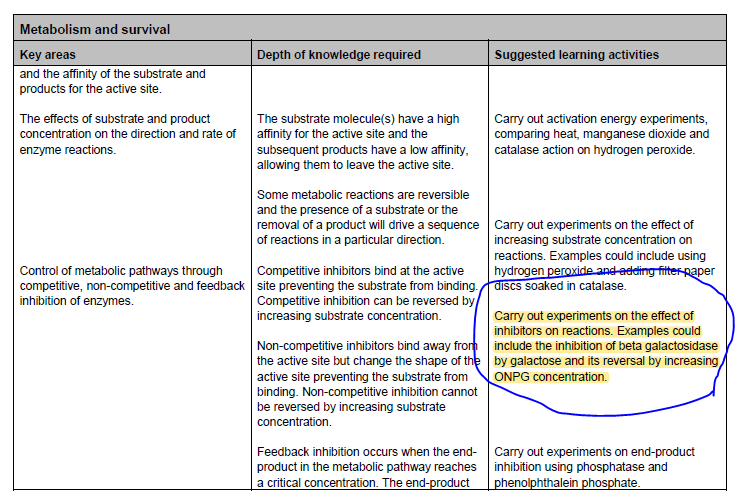 Metabolism and survival
Key areas
Depth of knowledge required
Suggested learning activities
and the affinity of the substrate and
products for the active site.
The effects of substrate and product
concentration on the direction and rate of
enzyme reactions.
The substrate molecule(s) have a high
affinity for the active site and the
subsequent products have a low affinity,
allowing them to leave the active site.
Carry out activation energy experiments,
comparing heat, manganese dioxide and
catalase action on hydrogen peroxide.
Some metabolic reactions are reversible
and the presence of a substrate or the
removal of a product will drive a sequence
of reactions in a particular direction.
Carry out experiments on the effect of
increasing substrate concentration on
reactions. Examples could include using
hydrogen peroxide and adding filter paper
discs soaked in catalase.
Control of metabolic pathways through
competitive, non-competitive and feedback
inhibition of enzymes.
Competitive inhibitors bind at the active
site preventing the substrate from binding.
Competitive inhibition can be reversed by
increasing substrate concentration.
Carry out experiments on the effect of
inhibitors on reactions. Examples could
include the inhibition of beta galactosidase
by galactose and its reversal by increasing
ONPG concentration.
Non-competitive inhibitors bind away from
the active site but change the shape of the
active site preventing the substrate from
binding. Non-competitive inhibition cannot
be reversed by increasing substrate
concentration.
Feedback inhibition occurs when the end-
product in the metabolic pathway reaches
a critical concentration. The end-product
Carry out experiments on end-product
inhibition using phosphatase and
phenolphthalein phosphate.